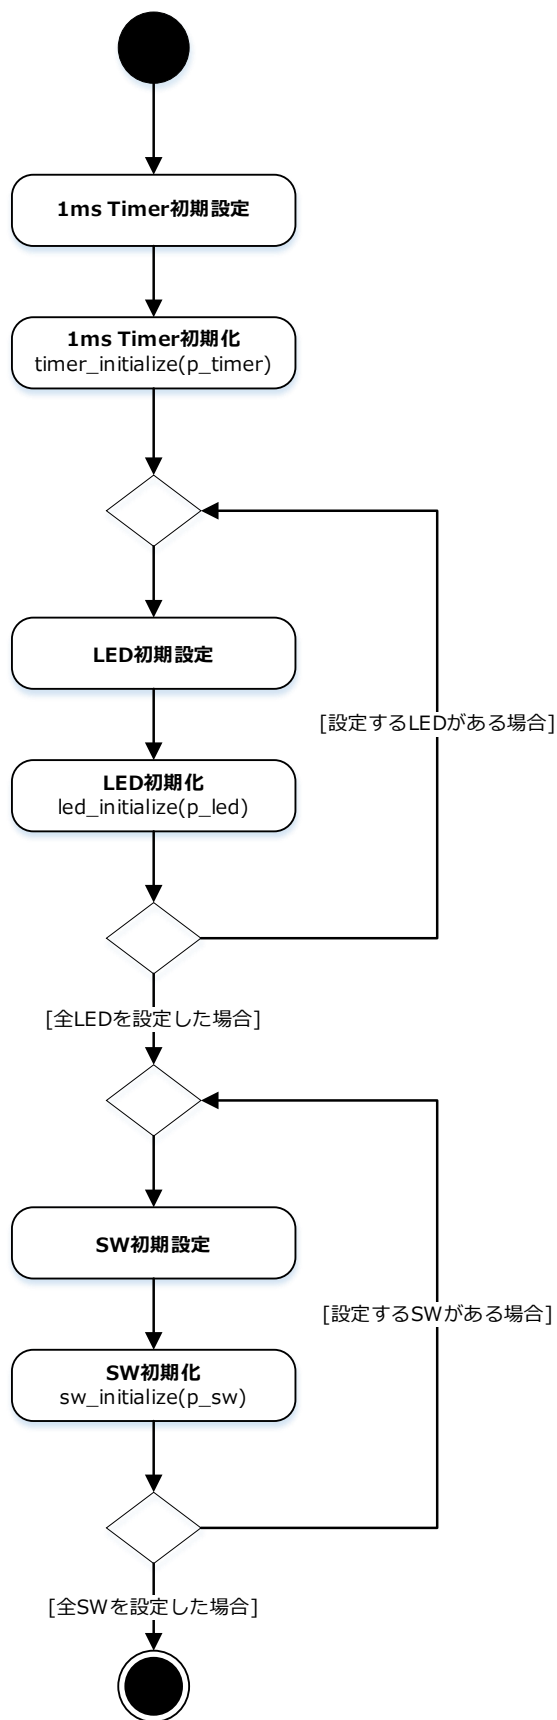 1ms Timer初期設定
1ms Timer初期化
timer_initialize(p_timer)
LED初期設定
[設定するLEDがある場合]
LED初期化
led_initialize(p_led)
[全LEDを設定した場合]
SW初期設定
[設定するSWがある場合]
SW初期化
sw_initialize(p_sw)
[全SWを設定した場合]